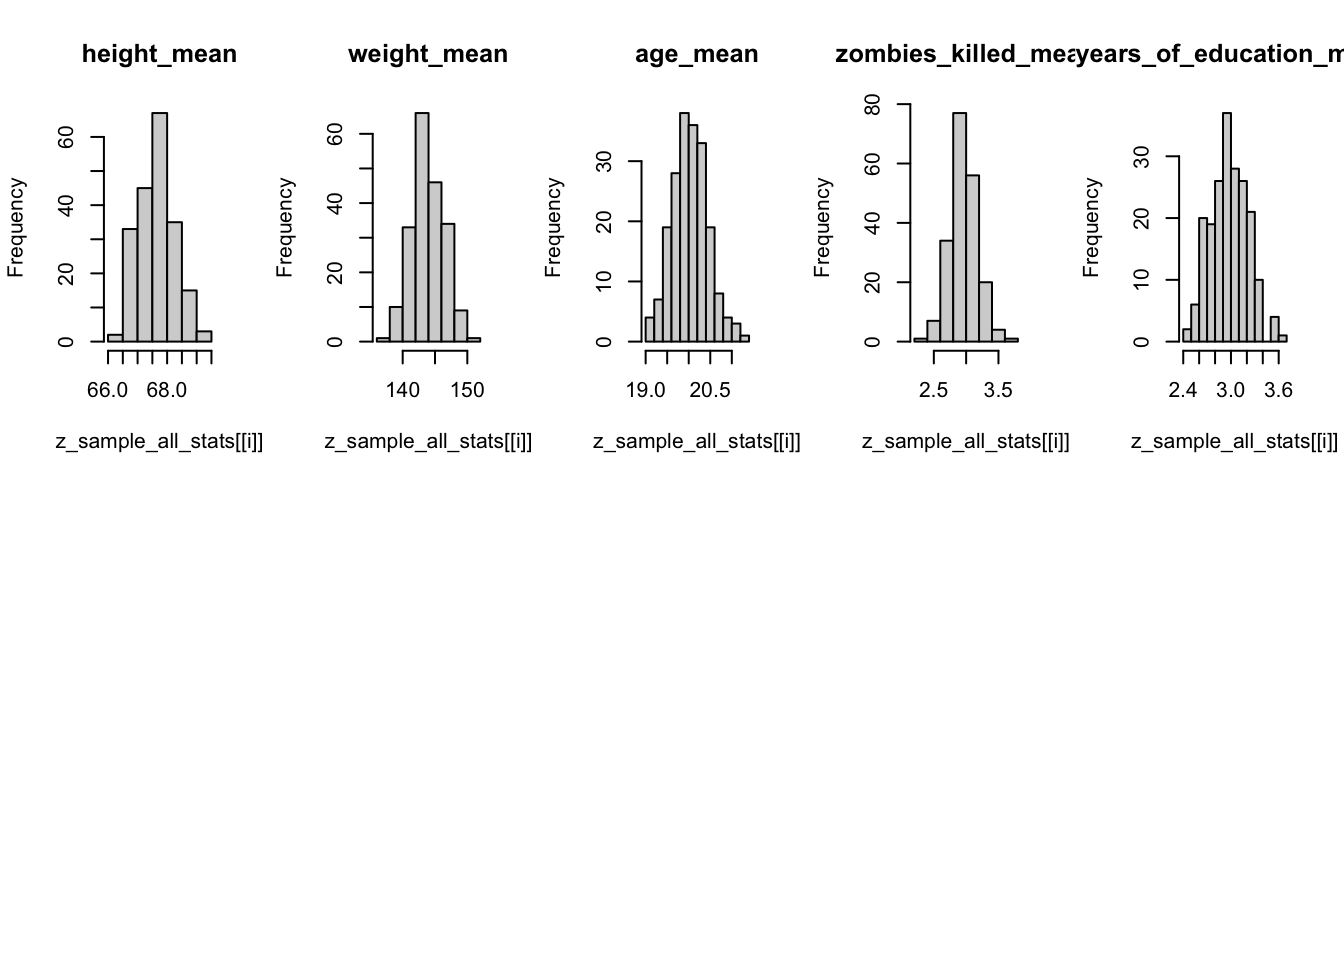 height_mean
Frequency
0
20
40
60
66.0 68.0
z_sample_all_stats[[i]]
weight_mean
Frequency
0
20
40
60
140 150
z_sample_all_stats[[i]]
age_mean
Frequency
0
10
20
30
19.0 20.5
z_sample_all_stats[[i]]
zombies_killed_mea
Frequency
0
20
40
60
80
2.5 3.5
z_sample_all_stats[[i]]
years_of_education_m
Frequency
0
10
20
30
2.4 3.0 3.6
z_sample_all_stats[[i]]